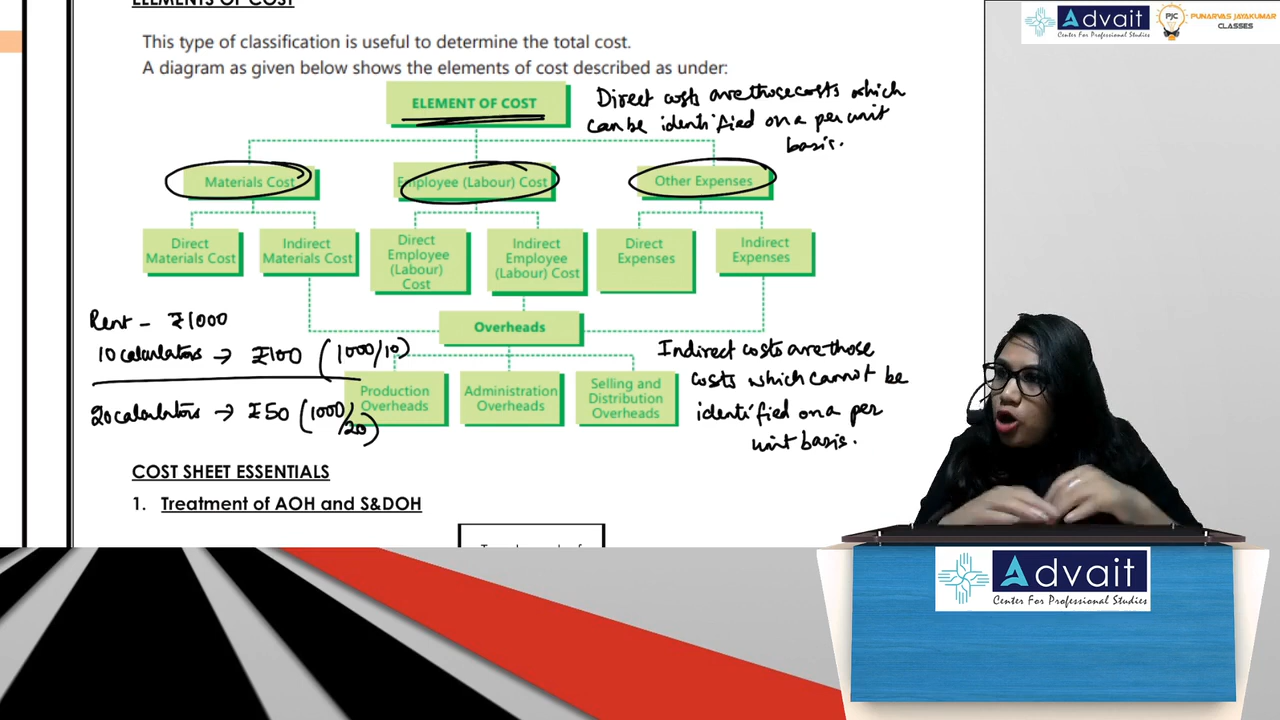 ELEMENTS OF COST
This type of classification is useful to determine the total cost.
A diagram as given below shows the elements of cost described as under:
ELEMENT OF COST
Direct costs are those costs which
can be identified on a per unit
basis.
Materials Cost
Employee (Labour) Cost
Other Expenses
Direct
Materials Cost
Indirect
Materials Cost
Direct
Employee
(Labour)
Cost
Indirect
Employee
(Labour) Cost
Direct
Expenses
Indirect
Expenses
Overheads
Rent - ₹1000
10 calculators → ₹100 (1000/10)
20 calculators → ₹50 (1000/20)
Production
Overheads
Administration
Overheads
Selling and
Distribution
Overheads
Indirect costs are those
costs which cannot be
identified on a per
unit basis.
COST SHEET ESSENTIALS
1. Treatment of AOH and S&DOH
Advait
Center For Professional Studies
PJC
PUNARVAS JAYAKUMAR
CLASSES
Advait
Center For Professional Studies